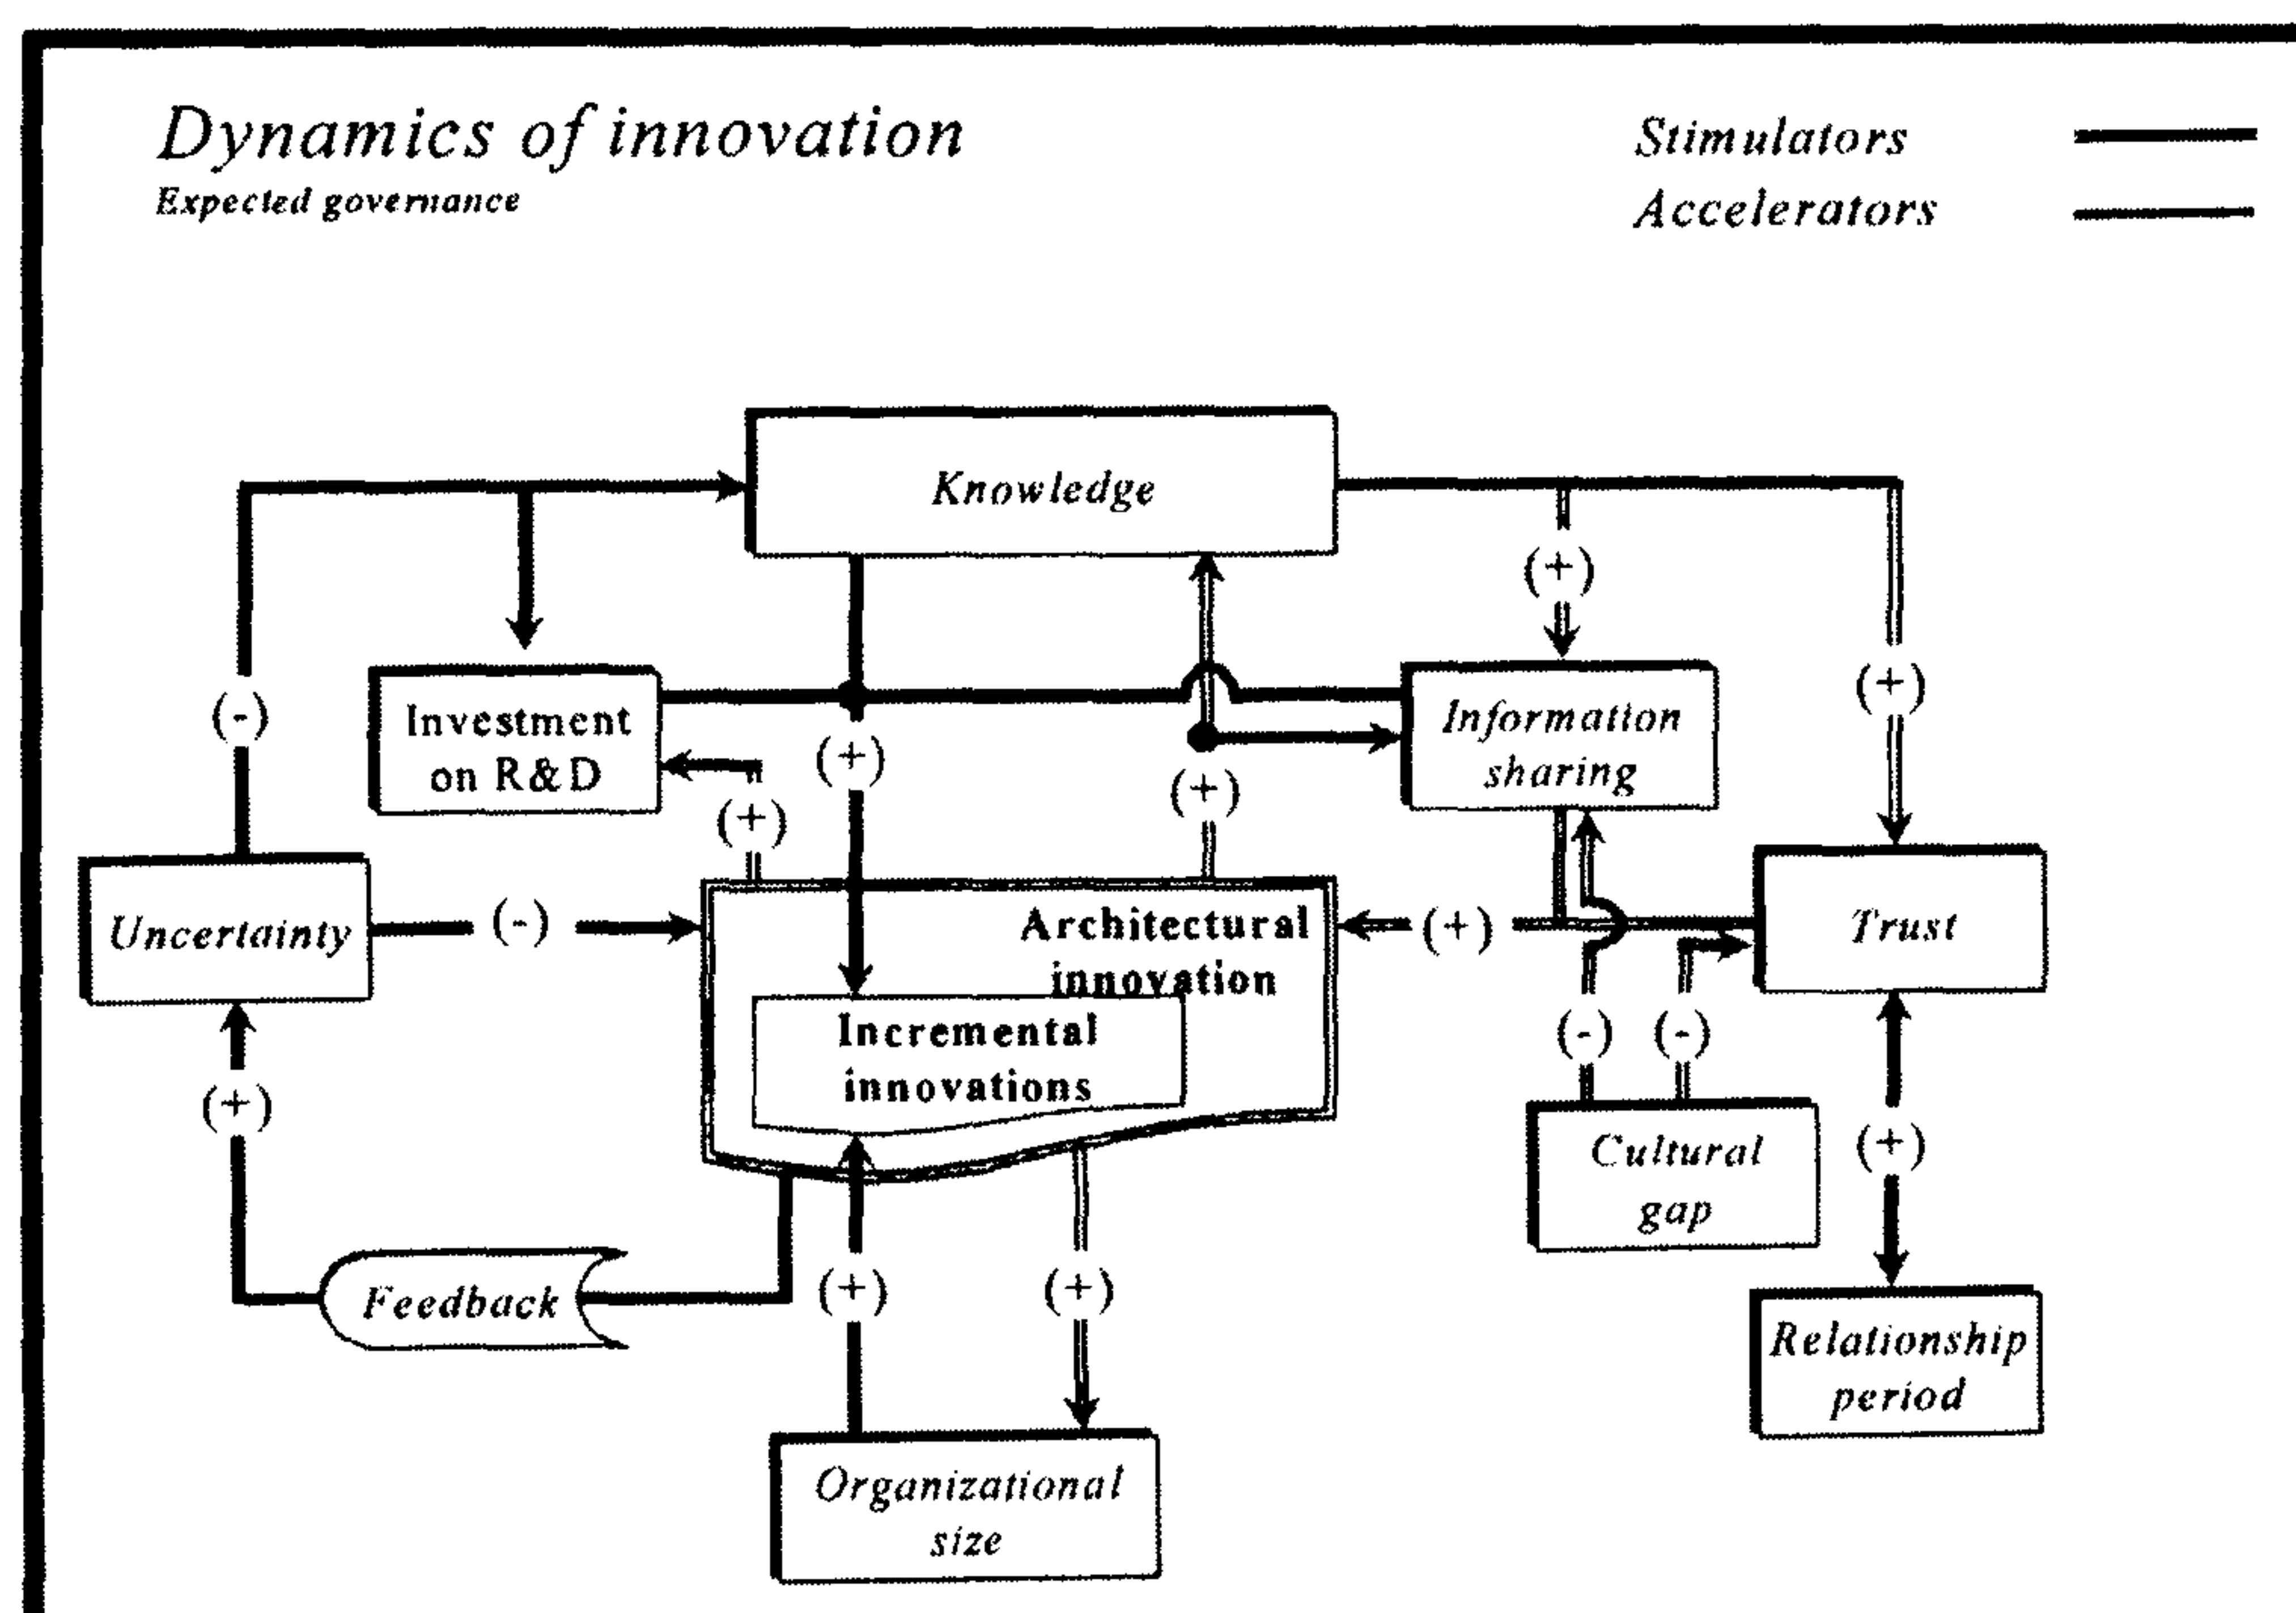 Dynamics of innovation
Expected governance
Stimulators
Accelerators
Knowledge
(+)
(+)
(-)
Investment
on R&D
(+)
(+)
(+)
Information
sharing
Uncertainty
(-)
Architectural
innovation
(+)
Trust
Incremental
innovations
(-)
(-)
(+)
Cultural
gap
(+)
Feedback
(+)
(+)
Relationship
period
Organizational
size